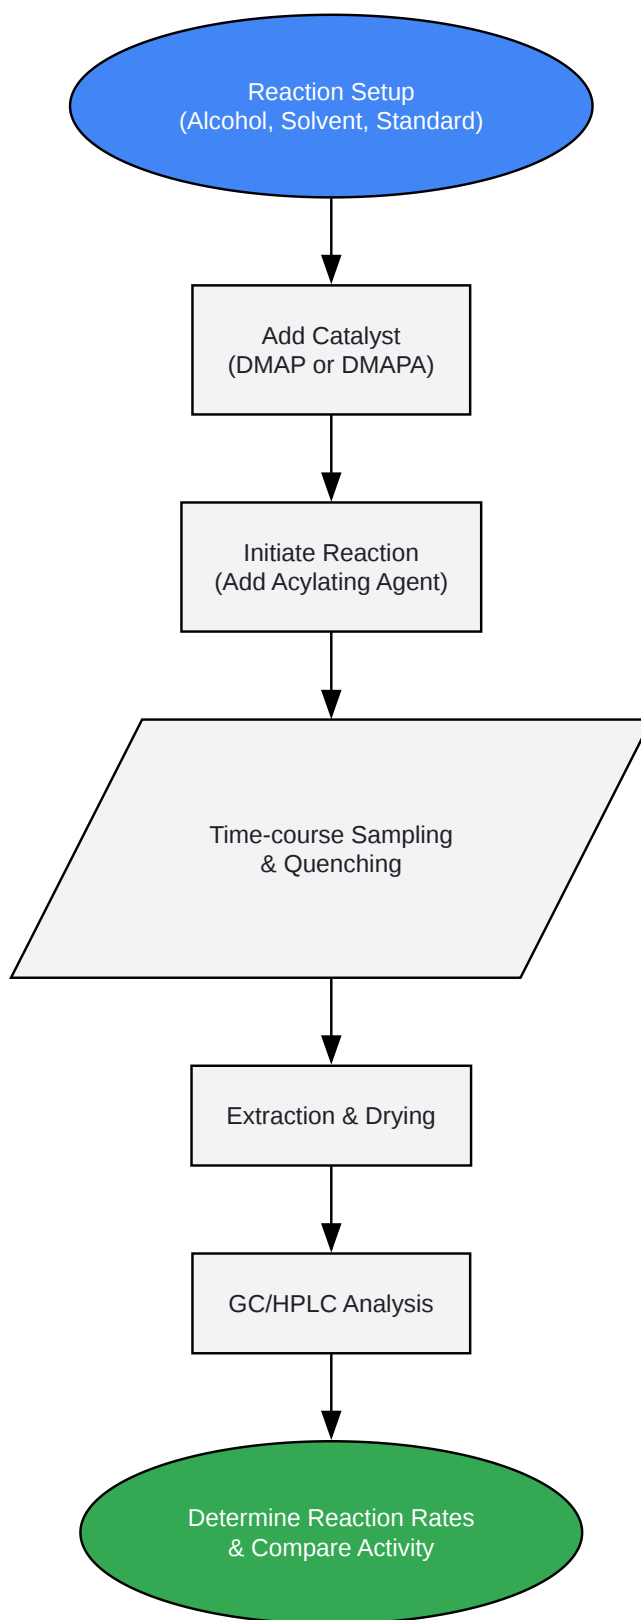 Reaction Setup
(Alcohol, Solvent, Standard)
Add Catalyst
(DMAP or DMAPA)
Initiate Reaction
(Add Acylating Agent)
Time-course Sampling
& Quenching
Extraction & Drying
GC/HPLC Analysis
Determine Reaction Rates
& Compare Activity